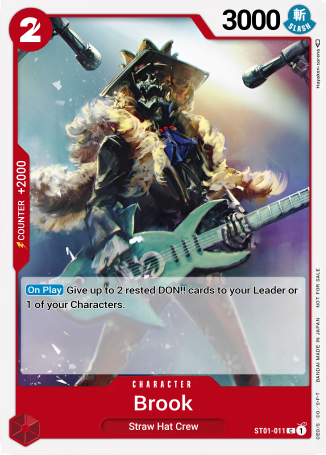 2
3000
斬
SLASH
Hayaken-sarena
COUNTER +2000
On Play Give up to 2 rested DON!! cards to your Leader or
1 of your Characters.
CHARACTER
Brook
Straw Hat Crew
ST01-011 C 1
BANDAI MADE IN JAPAN NOT FOR SALE